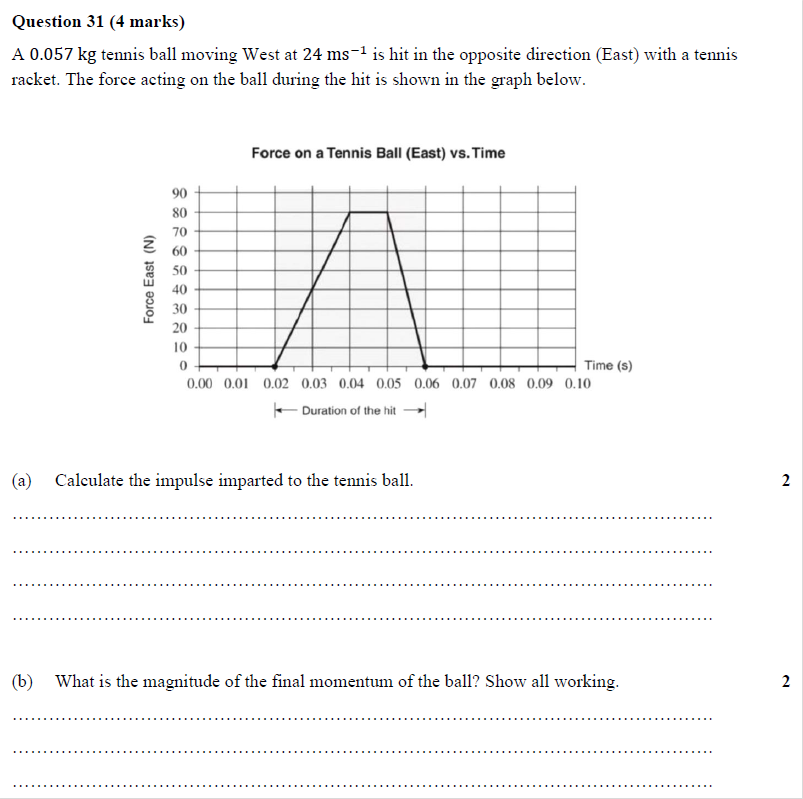 Question 31 (4 marks)
A 0.057 kg tennis ball moving West at 24 ms⁻¹ is hit in the opposite direction (East) with a tennis
racket. The force acting on the ball during the hit is shown in the graph below.
Force on a Tennis Ball (East) vs. Time
Force East (N)
90
80
70
60
50
40
30
20
10
0
Time (s)
0.00 0.01 0.02 0.03 0.04 0.05 0.06 0.07 0.08 0.09 0.10
Duration of the hit
(a) Calculate the impulse imparted to the tennis ball. 2
(b) What is the magnitude of the final momentum of the ball? Show all working. 2